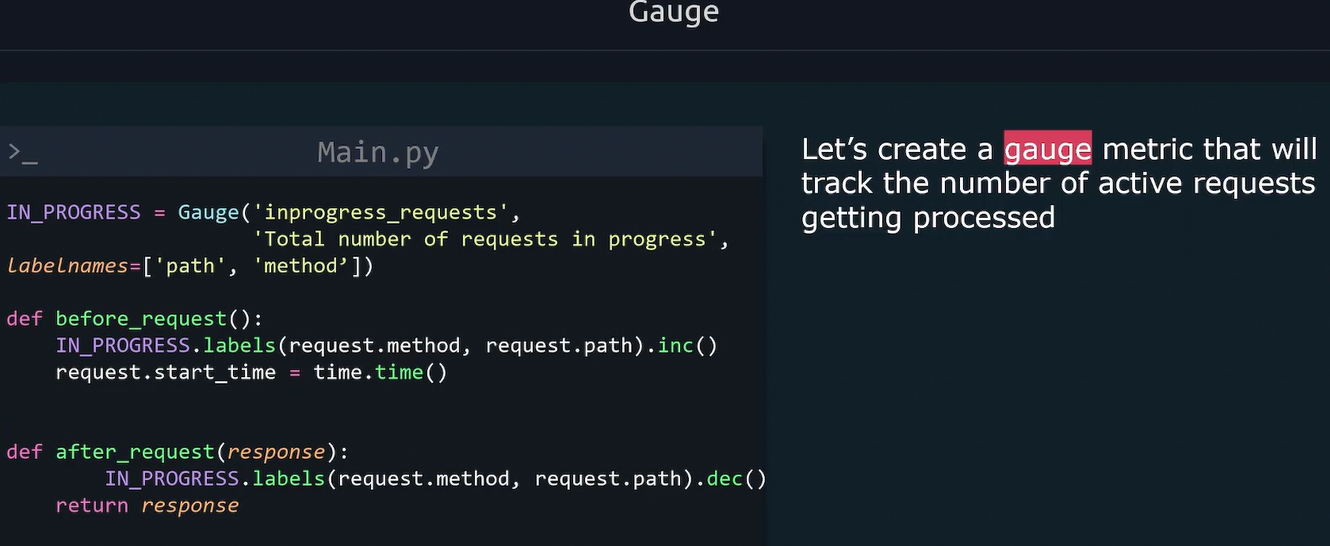 Gauge
>_ Main.py
IN_PROGRESS = Gauge('inprogress_requests',
                    'Total number of requests in progress',
labelnames=['path', 'method’])
def before_request():
    IN_PROGRESS.labels(request.method, request.path).inc()
    request.start_time = time.time()
def after_request(response):
        IN_PROGRESS.labels(request.method, request.path).dec()
    return response
Let’s create a gauge metric that will
track the number of active requests
getting processed